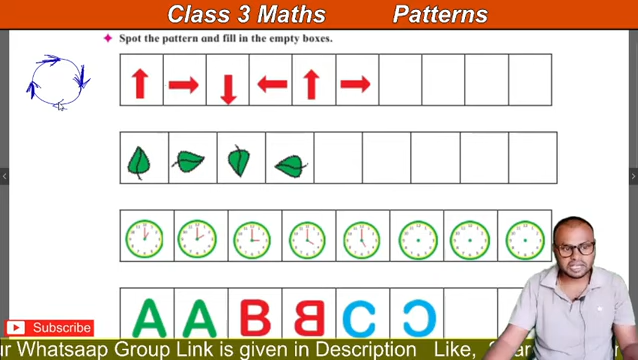 Class 3 Maths Patterns
Spot the pattern and fill in the empty boxes.
A A B B C C
Subscribe
ur Whatsaap Group Link is given in Description Like,